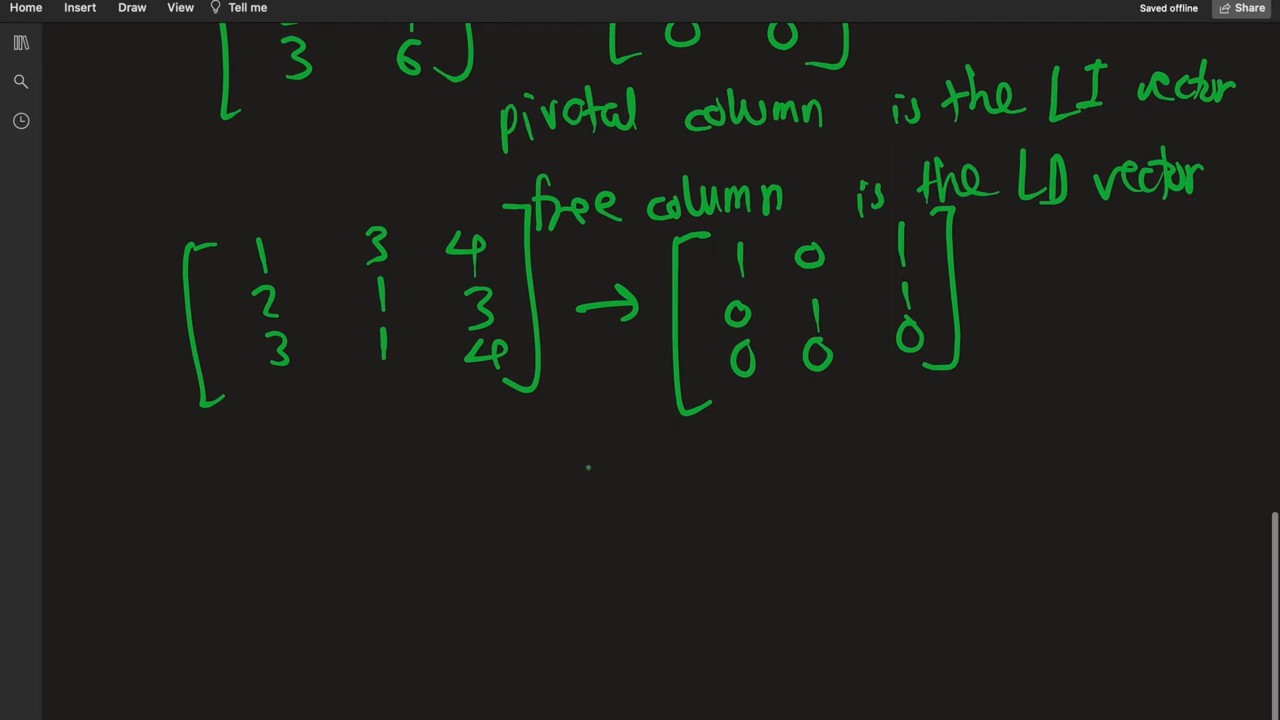 Home Insert Draw View Tell me Saved offline Share
3 6 0 0
pivotal column is the LI vector
free column is the LD vector
1 3 4 → 1 0 1
2 1 3 0 1 1
3 1 4 0 0 0